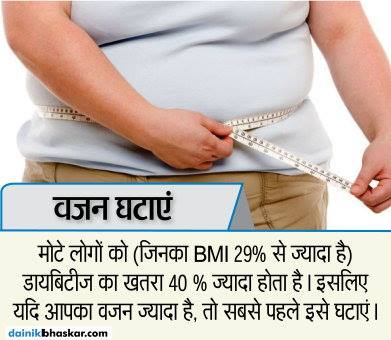 वजन घटाएं
मोटे लोगों को (जिनका BMI 29% से ज्यादा है)
डायबिटीज का खतरा 40 % ज्यादा होता है। इसलिए
यदि आपका वजन ज्यादा है, तो सबसे पहले इसे घटाएं।
dainikbhaskar.com